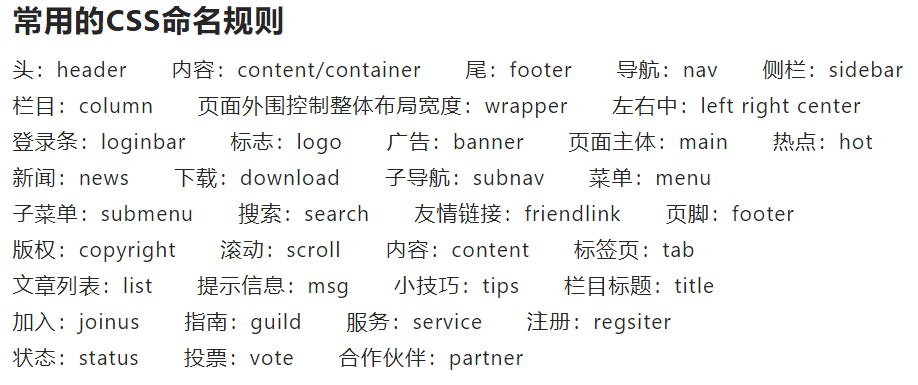 常用的CSS命名规则
头：header 内容：content/container 尾：footer 导航：nav 侧栏：sidebar
栏目：column 页面外围控制整体布局宽度：wrapper 左右中：left right center
登录条：loginbar 标志：logo 广告：banner 页面主体：main 热点：hot
新闻：news 下载：download 子导航：subnav 菜单：menu
子菜单：submenu 搜索：search 友情链接：friendlink 页脚：footer
版权：copyright 滚动：scroll 内容：content 标签页：tab
文章列表：list 提示信息：msg 小技巧：tips 栏目标题：title
加入：joinus 指南：guild 服务：service 注册：regsiter
状态：status 投票：vote 合作伙伴：partner